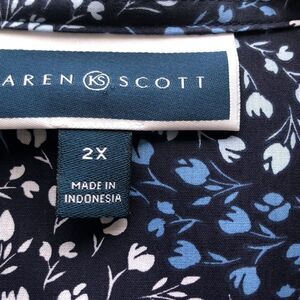 AREN KS SCOTT
2X
MADE IN
INDONESIA